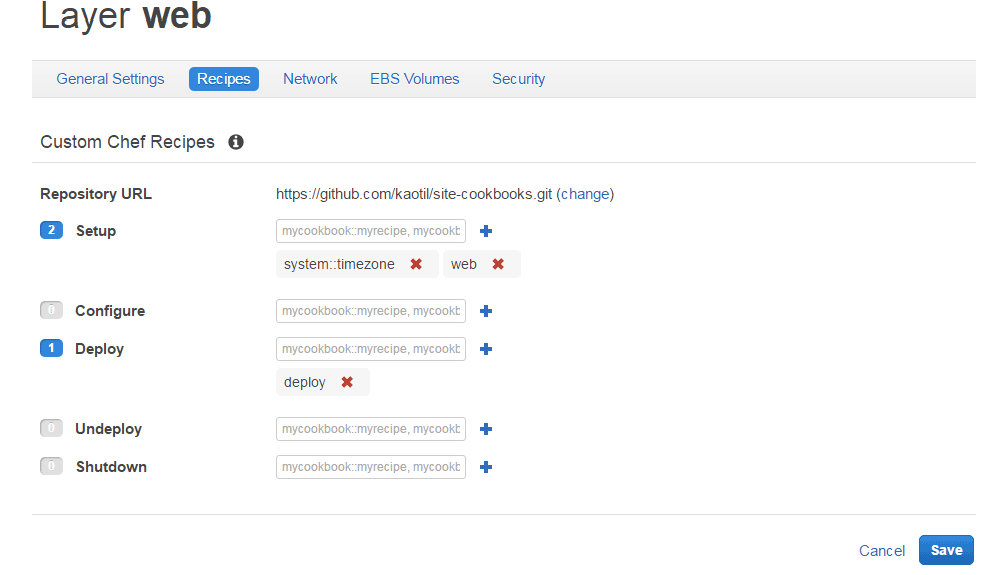 Layer web
General Settings Recipes Network EBS Volumes Security
Custom Chef Recipes
Repository URL https://github.com/kaotil/site-cookbooks.git (change)
2 Setup mycookbook::myrecipe, mycookb
system::timezone web
0 Configure mycookbook::myrecipe, mycookb
1 Deploy mycookbook::myrecipe, mycookb
deploy
0 Undeploy mycookbook::myrecipe, mycookb
0 Shutdown mycookbook::myrecipe, mycookb
Cancel Save